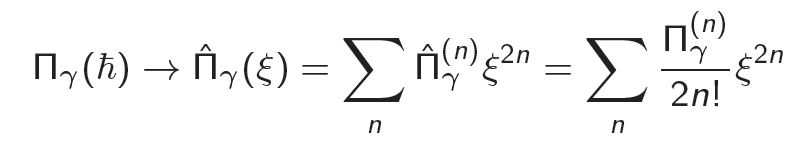 Π_γ(ℏ) → Π̂_γ(ξ) = ∑_n Π̂_γ^(n) ξ^{2n} = ∑_n Π_γ^(n) / 2n! ξ^{2n}